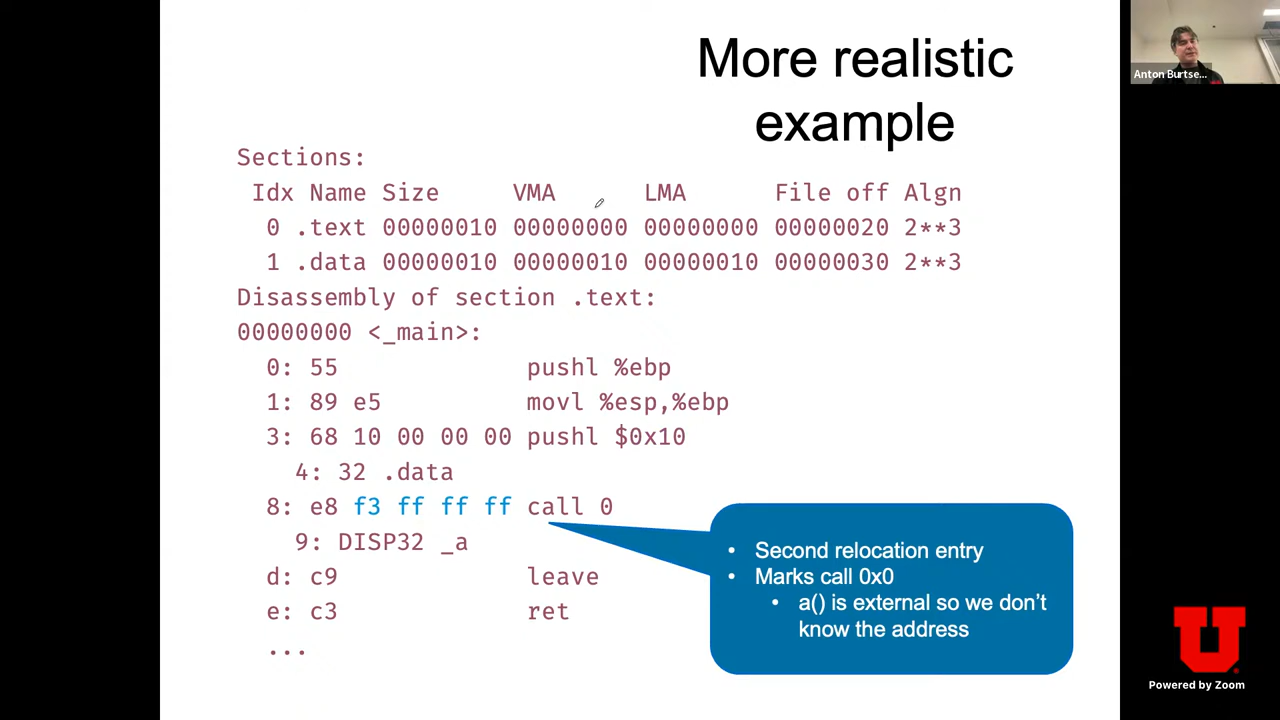 More realistic
example
Anton Burtse...
Sections:
Idx Name Size VMA LMA File off Algn
0 .text 00000010 00000000 00000000 00000020 2**3
1 .data 00000010 00000010 00000010 00000030 2**3
Disassembly of section .text:
00000000 <_main>:
0: 55 pushl %ebp
1: 89 e5 movl %esp,%ebp
3: 68 10 00 00 00 pushl $0x10
4: 32 .data
8: e8 f3 ff ff ff call 0
9: DISP32 _a
d: c9 leave
e: c3 ret
...
• Second relocation entry
• Marks call 0x0
• a() is external so we don't
know the address
U
Powered by Zoom